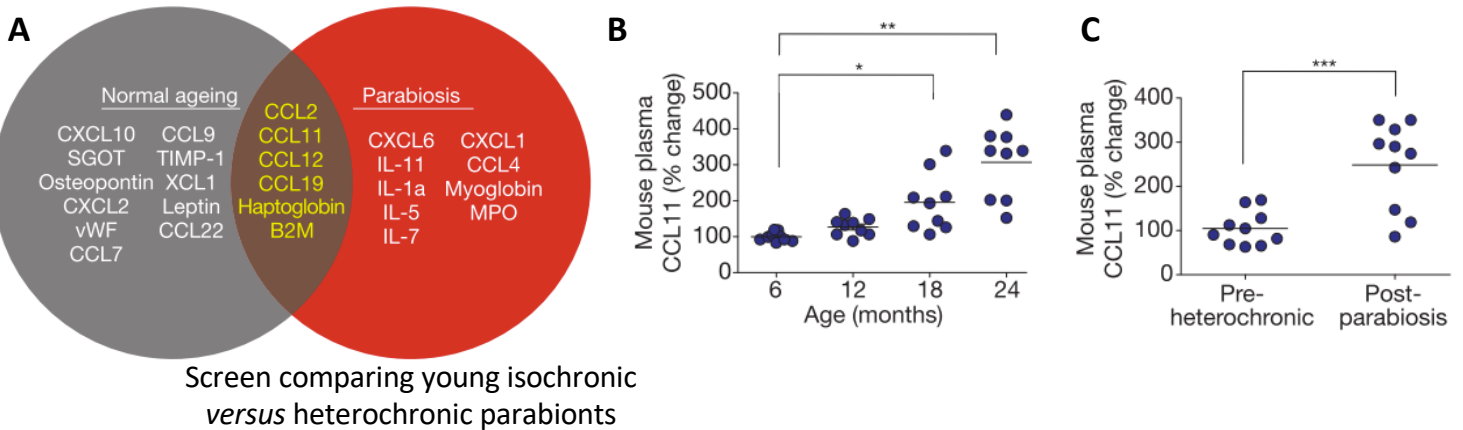 A
Normal ageing
CXCL10 CCL9
SGOT TIMP-1
Osteopontin XCL1
CXCL2 Leptin
vWF CCL22
CCL7
CCL2
CCL11
CCL12
CCL19
Haptoglobin
B2M
Parabiosis
CXCL6 CXCL1
IL-11 CCL4
IL-1a Myoglobin
IL-5 MPO
IL-7
Screen comparing young isochronic
versus heterochronic parabionts
B
**
*
Mouse plasma
CCL11 (% change)
500
400
300
200
100
0
6 12 18 24
Age (months)
C
***
Mouse plasma
CCL11 (% change)
400
300
200
100
0
Pre-
heterochronic
Post-
parabiosis